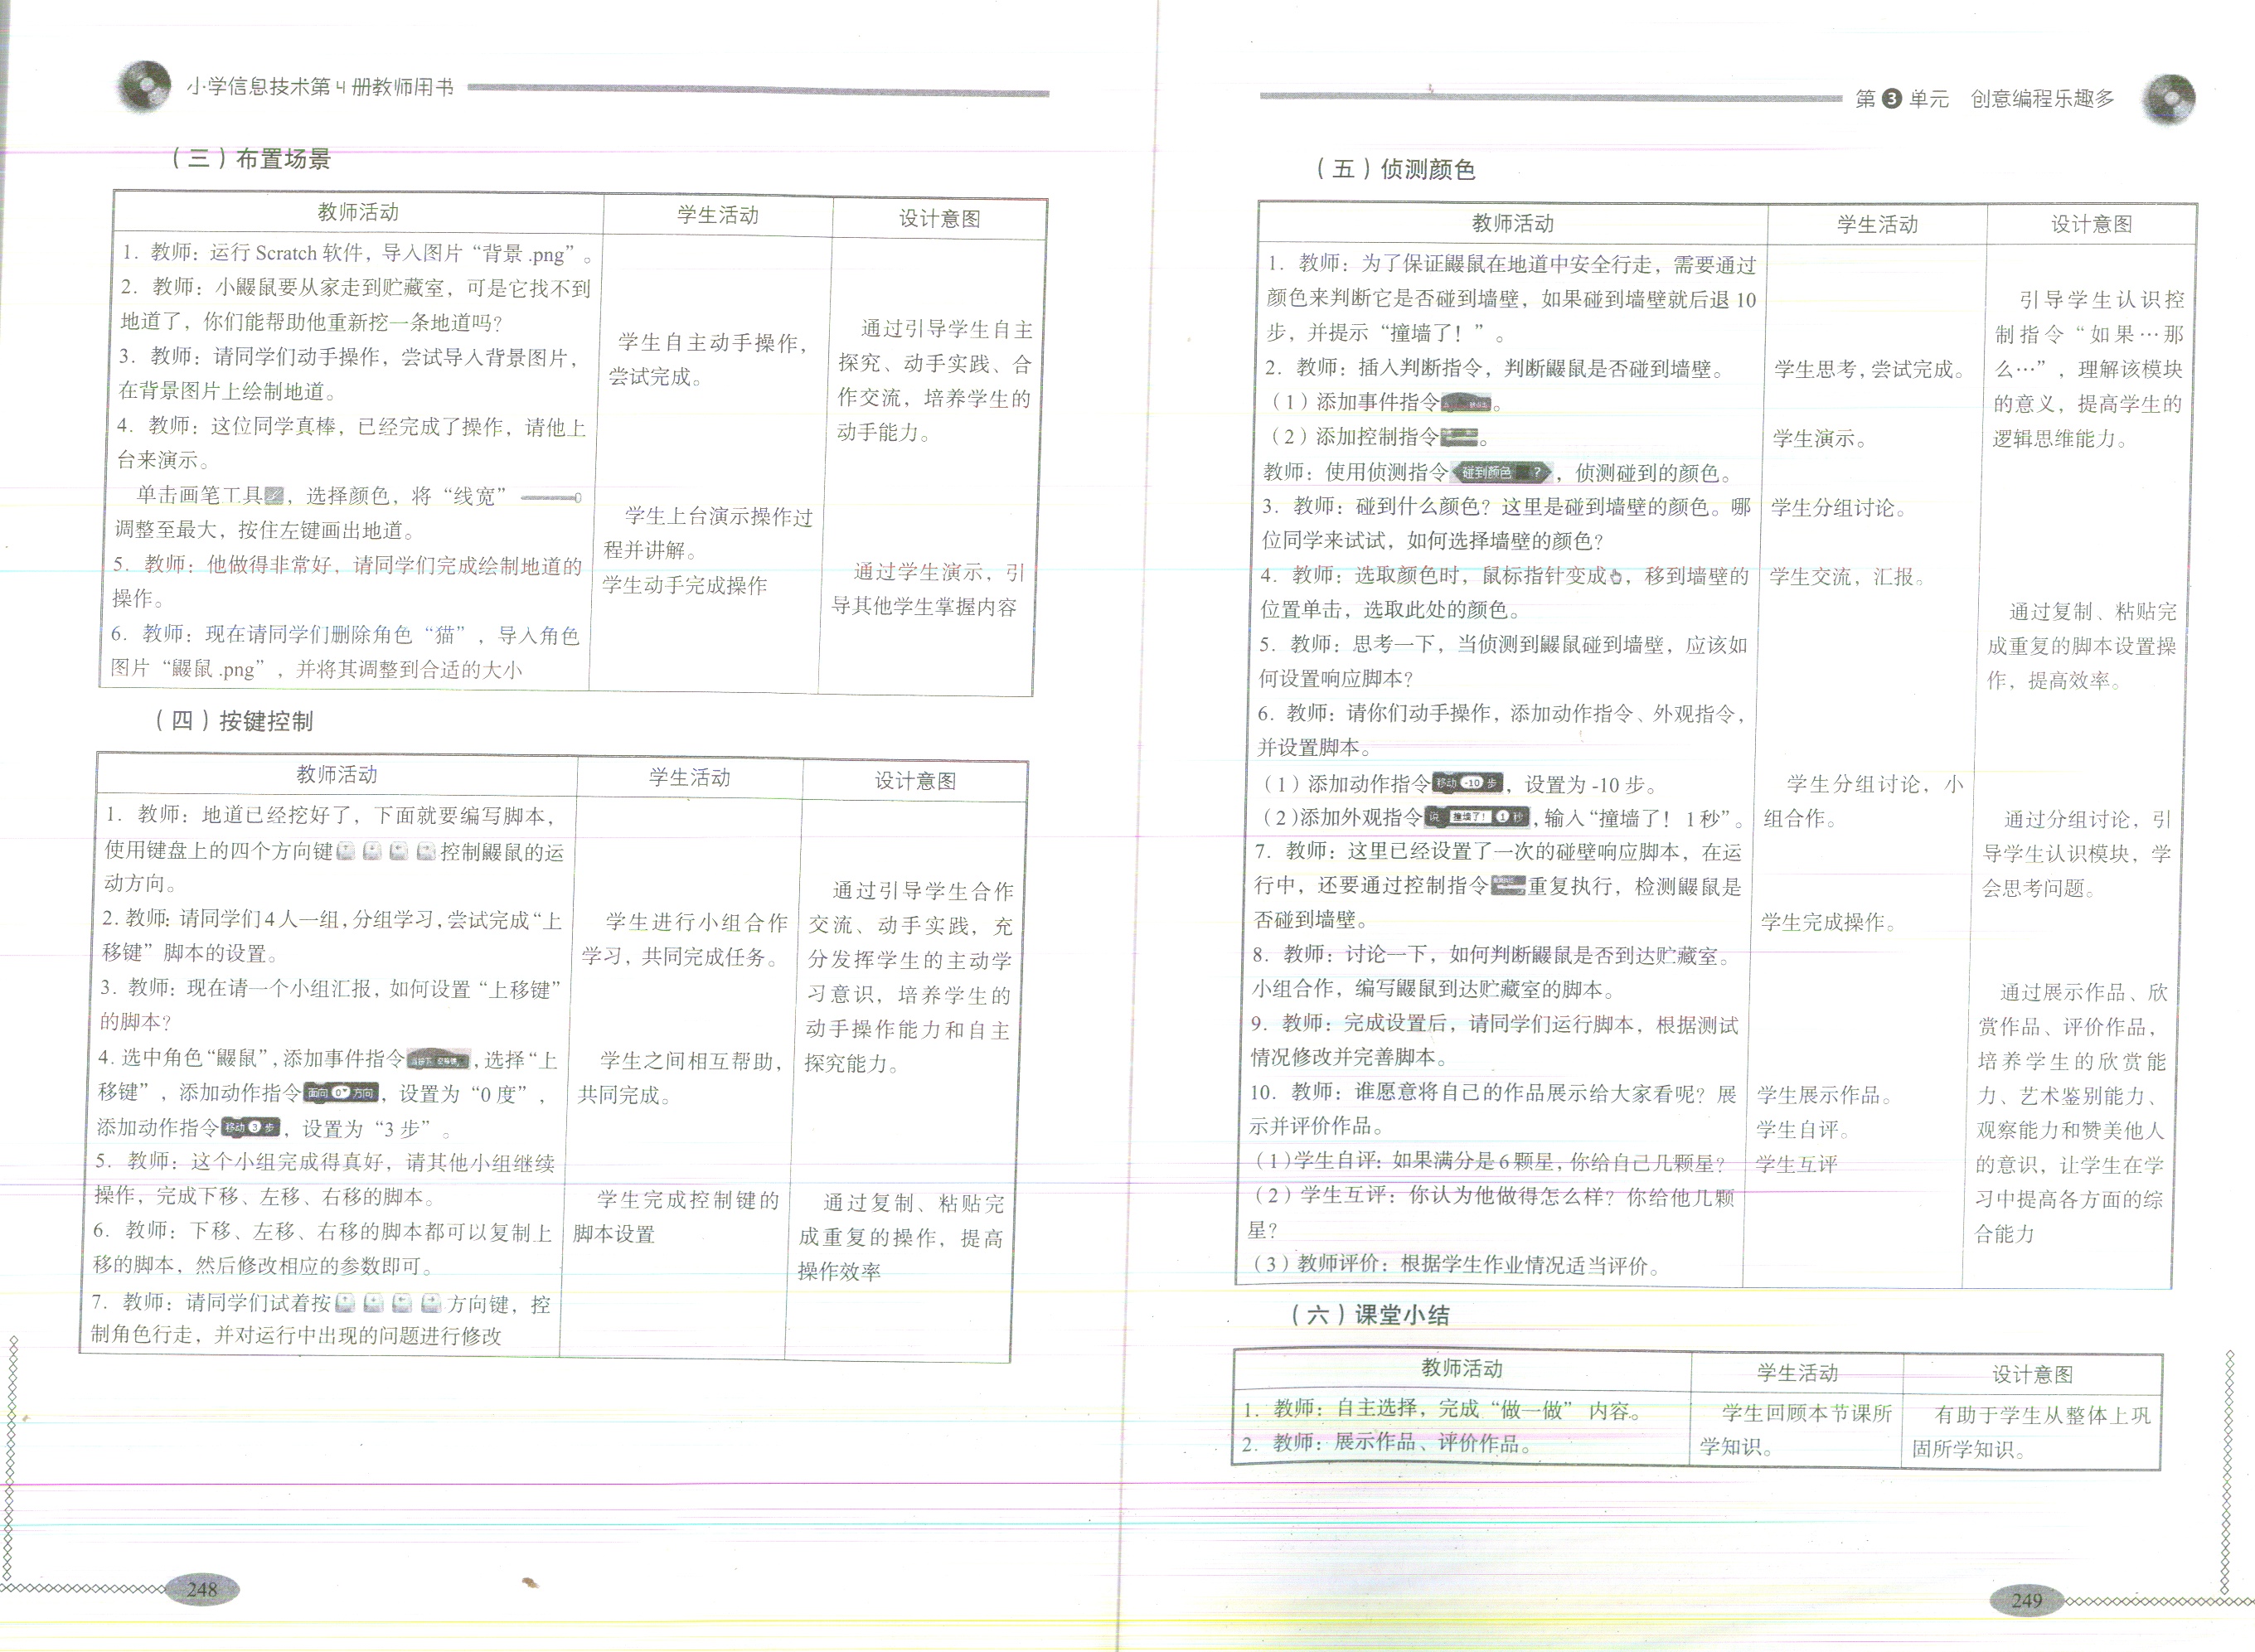 小学信息技术第4册教师用书
（三）布置场景
教师活动
学生活动
设计意图
1. 教师：运行 Scratch 软件，导入图片“背景 .png”。
2. 教师：小鼹鼠要从家走到贮藏室，可是它找不到
地道了，你们能帮助他重新挖一条地道吗？
3. 教师：请同学们动手操作，尝试导入背景图片，
在背景图片上绘制地道。
4. 教师：这位同学真棒，已经完成了操作，请他上
台来演示。
单击画笔工具，选择颜色，将“线宽”
调整至最大，按住左键画出地道。
5. 教师：他做得非常好，请同学们完成绘制地道的
操作。
6. 教师：现在请同学们删除角色“猫”，导入角色
图片“鼹鼠 .png”，并将其调整到合适的大小
学生自主动手操作，
尝试完成。
学生上台演示操作过
程并讲解。
学生动手完成操作
通过引导学生自主
探究、动手实践、合
作交流，培养学生的
动手能力。
通过学生演示，引
导其他学生掌握内容
（四）按键控制
教师活动
学生活动
设计意图
1. 教师：地道已经挖好了，下面就要编写脚本，
使用键盘上的四个方向键↑ ↓ ← →控制鼹鼠的运
动方向。
2. 教师：请同学们4人一组，分组学习，尝试完成“上
移键”脚本的设置。
3. 教师：现在请一个小组汇报，如何设置“上移键”
的脚本？
4. 选中角色“鼹鼠”，添加事件指令，选择“上
移键”，添加动作指令面向 0 方向，设置为“0 度”，
添加动作指令移动 3 步，设置为“3 步”。
5. 教师：这个小组完成得真好，请其他小组继续
操作，完成下移、左移、右移的脚本。
6. 教师：下移、左移、右移的脚本都可以复制上
移的脚本，然后修改相应的参数即可。
7. 教师：请同学们试着按↑ ↓ ← →方向键，控
制角色行走，并对运行中出现的问题进行修改
学生进行小组合作
学习，共同完成任务。
学生之间相互帮助，
共同完成。
学生完成控制键的
脚本设置
通过引导学生合作
交流、动手实践，充
分发挥学生的主动学
习意识，培养学生的
动手操作能力和自主
探究能力。
通过复制、粘贴完
成重复的操作，提高
操作效率
248
第3单元 创意编程乐趣多
（五）侦测颜色
教师活动
学生活动
设计意图
1. 教师：为了保证鼹鼠在地道中安全行走，需要通过
颜色来判断它是否碰到墙壁，如果碰到墙壁就后退 10
步，并提示“撞墙了！”。
2. 教师：插入判断指令，判断鼹鼠是否碰到墙壁。
（1）添加事件指令。
（2）添加控制指令。
教师：使用侦测指令碰到颜色 ？，侦测碰到的颜色。
3. 教师：碰到什么颜色？这里是碰到墙壁的颜色。哪
位同学来试试，如何选择墙壁的颜色？
4. 教师：选取颜色时，鼠标指针变成，移到墙壁的
位置单击，选取此处的颜色。
5. 教师：思考一下，当侦测到鼹鼠碰到墙壁，应该如
何设置响应脚本？
6. 教师：请你们动手操作，添加动作指令、外观指令，
并设置脚本。
（1）添加动作指令移动 -10 步，设置为 -10 步。
（2）添加外观指令说 撞墙了！ 1 秒，输入“撞墙了！ 1 秒”。
7. 教师：这里已经设置了一次的碰壁响应脚本，在运
行中，还要通过控制指令重复执行，检测鼹鼠是
否碰到墙壁。
8. 教师：讨论一下，如何判断鼹鼠是否到达贮藏室。
小组合作，编写鼹鼠到达贮藏室的脚本。
9. 教师：完成设置后，请同学们运行脚本，根据测试
情况修改并完善脚本。
10. 教师：谁愿意将自己的作品展示给大家看呢？展
示并评价作品。
（1）学生自评：如果满分是6颗星，你给自己几颗星？
（2）学生互评：你认为他做得怎么样？你给他几颗
星？
（3）教师评价：根据学生作业情况适当评价。
学生思考，尝试完成。
学生演示。
学生分组讨论。
学生交流，汇报。
学生分组讨论，小
组合作。
学生完成操作。
学生展示作品。
学生自评。
学生互评
引导学生认识控
制指令“如果…那
么…”，理解该模块
的意义，提高学生的
逻辑思维能力。
通过复制、粘贴完
成重复的脚本设置操
作，提高效率。
通过分组讨论，引
导学生认识模块，学
会思考问题。
通过展示作品、欣
赏作品、评价作品，
培养学生的欣赏能
力、艺术鉴别能力、
观察能力和赞美他人
的意识，让学生在学
习中提高各方面的综
合能力
（六）课堂小结
教师活动
学生活动
设计意图
1. 教师：自主选择，完成“做一做”内容。
2. 教师：展示作品、评价作品。
学生回顾本节课所
学知识。
有助于学生从整体上巩
固所学知识。
249